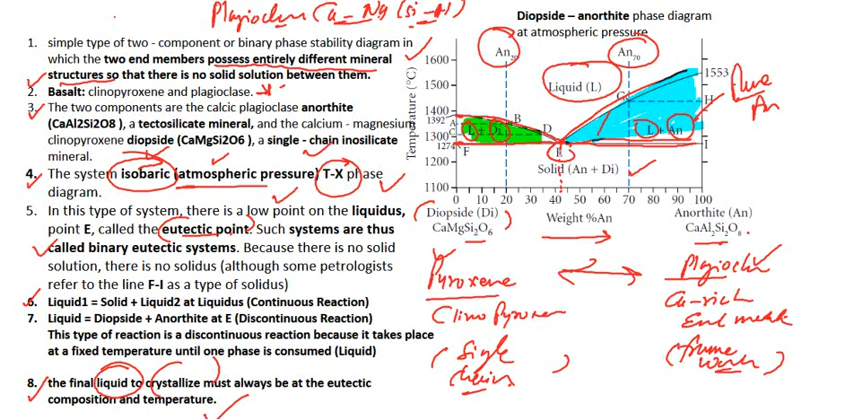 Plagioclase Ca - Na (Si - Al)
Diopside – anorthite phase diagram
at atmospheric pressure
1. simple type of two - component or binary phase stability diagram in
which the two end members possess entirely different mineral
structures so that there is no solid solution between them.
2. Basalt: clinopyroxene and plagioclase.
3. The two components are the calcic plagioclase anorthite
(CaAl2Si2O8), a tectosilicate mineral, and the calcium - magnesium
clinopyroxene diopside (CaMgSi2O6), a single - chain inosilicate
mineral.
4. The system isobaric (atmospheric pressure) T-X phase
diagram.
5. In this type of system, there is a low point on the liquidus,
point E, called the eutectic point. Such systems are thus
called binary eutectic systems. Because there is no solid
solution, there is no solidus (although some petrologists
refer to the line F-I as a type of solidus)
6. Liquid1 = Solid + Liquid2 at Liquidus (Continuous Reaction)
7. Liquid = Diopside + Anorthite at E (Discontinuous Reaction)
This type of reaction is a discontinuous reaction because it takes place
at a fixed temperature until one phase is consumed (Liquid)
8. the final liquid to crystallize must always be at the eutectic
composition and temperature.
Temperature (°C)
1600
1500
1400
1392
1300
1274
1200
1100
An20
An70
Liquid (L)
1553
A
B
C
D
E
F
G
H
I
L + Di
L + An
Solid (An + Di)
0 10 20 30 40 50 60 70 80 90 100
Diopside (Di)
CaMgSi2O6
Weight %An
Anorthite (An)
CaAl2Si2O8
An
Pyroxene
Clinopyroxene
(Single
chain)
Plagioclase
Ca-rich
End member
(frame
work)